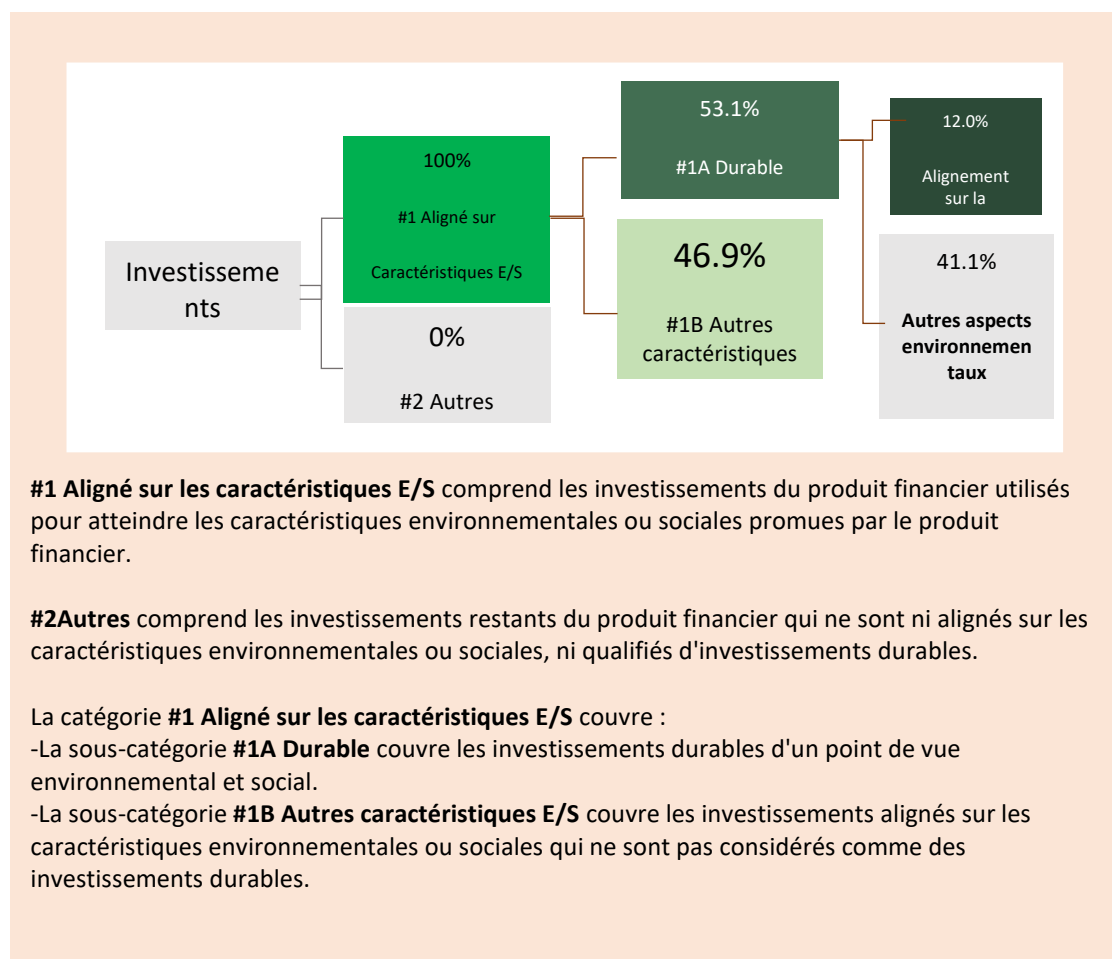 Investisseme
nts
100%
#1 Aligné sur
Caractéristiques E/S
0%
#2 Autres
53.1%
#1A Durable
46.9%
#1B Autres
caractéristiques
12.0%
Alignement
sur la
41.1%
Autres aspects
environnemen
taux
#1 Aligné sur les caractéristiques E/S comprend les investissements du produit financier utilisés
pour atteindre les caractéristiques environnementales ou sociales promues par le produit
financier.
#2Autres comprend les investissements restants du produit financier qui ne sont ni alignés sur les
caractéristiques environnementales ou sociales, ni qualifiés d'investissements durables.
La catégorie #1 Aligné sur les caractéristiques E/S couvre :
-La sous-catégorie #1A Durable couvre les investissements durables d'un point de vue
environnemental et social.
-La sous-catégorie #1B Autres caractéristiques E/S couvre les investissements alignés sur les
caractéristiques environnementales ou sociales qui ne sont pas considérés comme des
investissements durables.